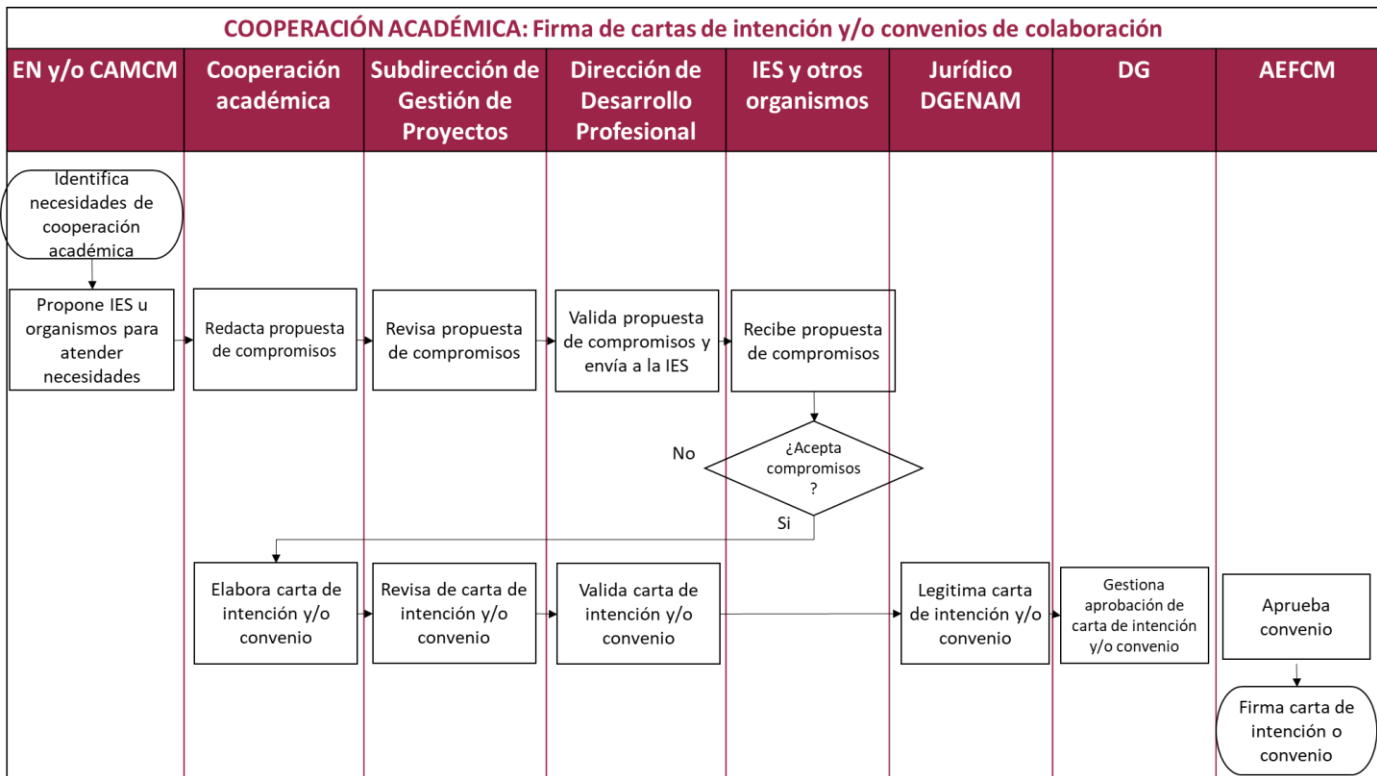 COOPERACIÓN ACADÉMICA: Firma de cartas de intención y/o convenios de colaboración
EN y/o CAMCM
Cooperación
académica
Subdirección de
Gestión de
Proyectos
Dirección de
Desarrollo
Profesional
IES y otros
organismos
Jurídico
DGENAM
DG
AEFCM
Identifica
necesidades de
cooperación
académica
Propone IES u
organismos para
atender
necesidades
Redacta propuesta
de compromisos
Revisa propuesta
de compromisos
Valida propuesta
de compromisos y
envía a la IES
Recibe propuesta
de compromisos
¿Acepta
compromisos
?
No
Si
Elabora carta de
intención y/o
convenio
Revisa de carta de
intención y/o
convenio
Valida carta de
intención y/o
convenio
Legitima carta
de intención y/o
convenio
Gestiona
aprobación de
carta de intención
y/o convenio
Aprueba
convenio
Firma carta de
intención o
convenio